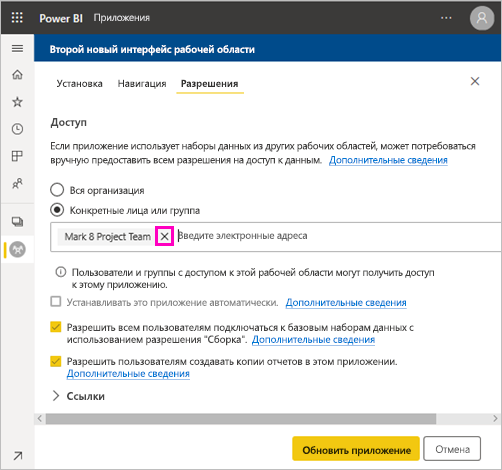 Power BI Приложения
Второй новый интерфейс рабочей области
Установка Навигация Разрешения
Доступ
Если приложение использует наборы данных из других рабочих областей, может потребоваться
вручную предоставить всем разрешения на доступ к данным. Дополнительные сведения
Вся организация
Конкретные лица или группа
Mark 8 Project Team Введите электронные адреса
Пользователи и группы с доступом к этой рабочей области могут получить доступ
к этому приложению.
Устанавливать это приложение автоматически. Дополнительные сведения
Разрешить всем пользователям подключаться к базовым наборам данных с
использованием разрешения "Сборка". Дополнительные сведения
Разрешить пользователям создавать копии отчетов в этом приложении.
Дополнительные сведения
Ссылки
Обновить приложение Отмена